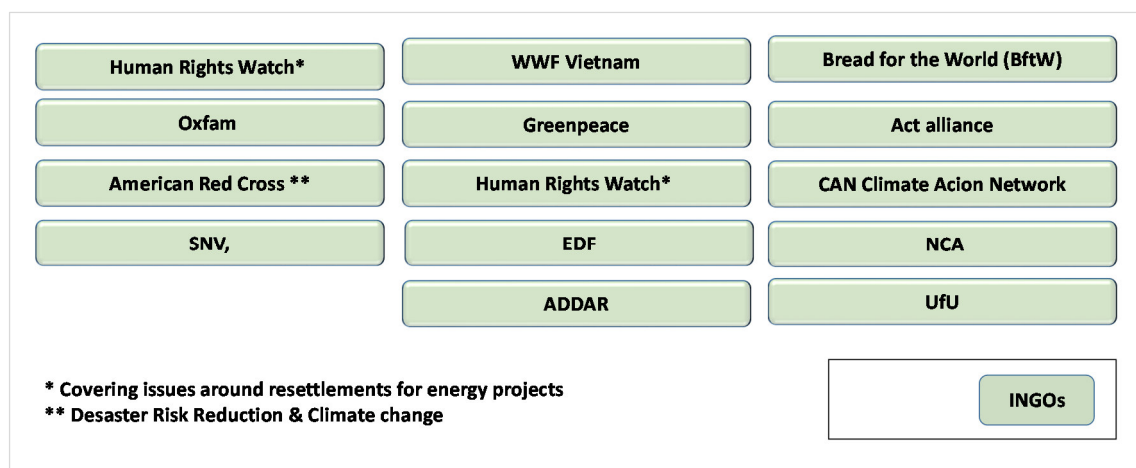 Human Rights Watch*
WWF Vietnam
Bread for the World (BftW)
Oxfam
Greenpeace
Act alliance
American Red Cross **
Human Rights Watch*
CAN Climate Acion Network
SNV,
EDF
NCA
ADDAR
UfU
* Covering issues around resettlements for energy projects
** Desaster Risk Reduction & Climate change
INGOs